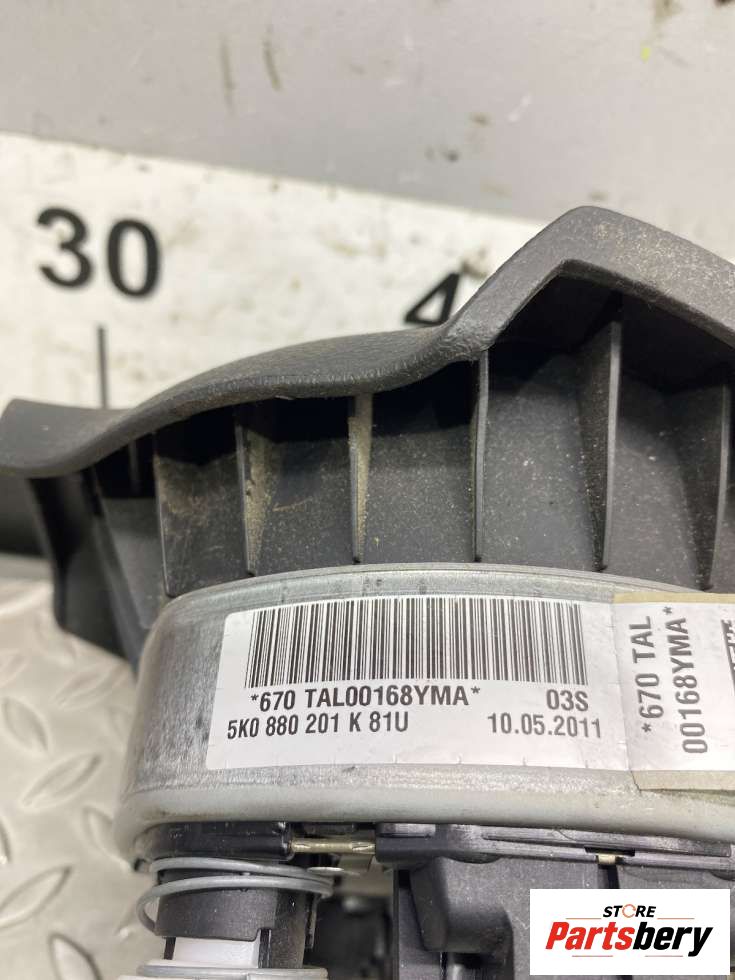 30
4
*670 TAL00168YMA* 03S
5K0 880 201 K 81U 10.05.2011
*670 TAL
00168YMA*
STORE
Partsbery